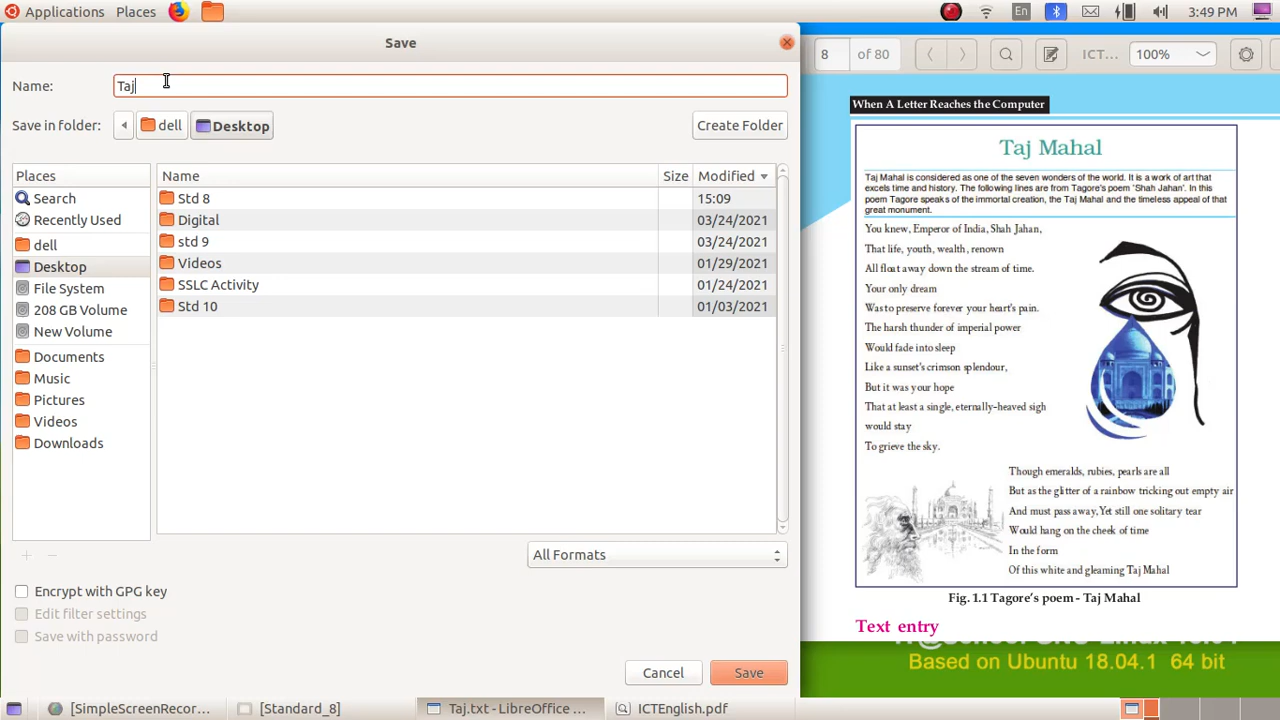 Applications Places En 3:49 PM
Save
Name: Taj
Save in folder: dell Desktop Create Folder
Places
Search
Recently Used
dell
Desktop
File System
208 GB Volume
New Volume
Documents
Music
Pictures
Videos
Downloads
Name Size Modified
Std 8 15:09
Digital 03/24/2021
std 9 03/24/2021
Videos 01/29/2021
SSLC Activity 01/24/2021
Std 10 01/03/2021
All Formats
Encrypt with GPG key
Edit filter settings
Save with password
Cancel Save
8 of 80 ICT... 100%
When A Letter Reaches the Computer
Taj Mahal
Taj Mahal is considered as one of the seven wonders of the world. It is a work of art that
excels time and history. The following lines are from Tagore's poem 'Shah Jahan'. In this
poem Tagore speaks of the immortal creation, the Taj Mahal and the timeless appeal of that
great monument.
You knew, Emperor of India, Shah Jahan,
That life, youth, wealth, renown
All float away down the stream of time.
Your only dream
Was to preserve forever your heart's pain.
The harsh thunder of imperial power
Would fade into sleep
Like a sunset's crimson splendour,
But it was your hope
That at least a single, eternally-heaved sigh
would stay
To grieve the sky.
Though emeralds, rubies, pearls are all
But as the glitter of a rainbow tricking out empty air
And must pass away, Yet still one solitary tear
Would hang on the cheek of time
In the form
Of this white and gleaming Taj Mahal
Fig. 1.1 Tagore's poem - Taj Mahal
Text entry
Based on Ubuntu 18.04.1 64 bit
[SimpleScreenRecor... [Standard_8] Taj.txt - LibreOffice ... ICTEnglish.pdf